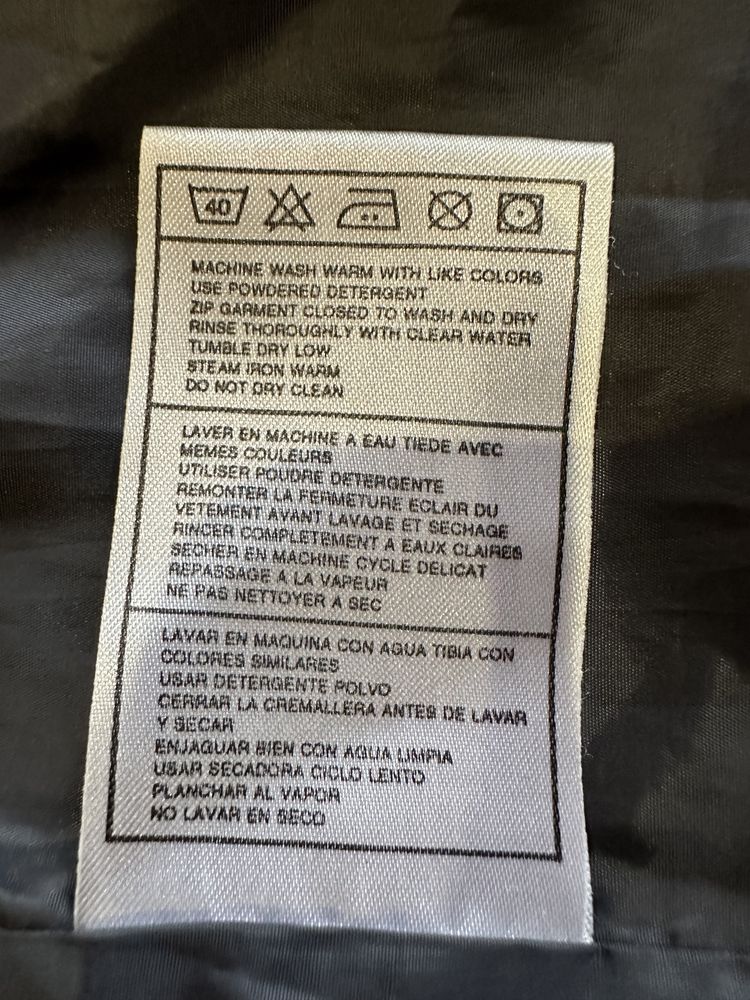 40
MACHINE WASH WARM WITH LIKE COLORS
USE POWDERED DETERGENT
ZIP GARMENT CLOSED TO WASH AND DRY
RINSE THOROUGHLY WITH CLEAR WATER
TUMBLE DRY LOW
STEAM IRON WARM
DO NOT DRY CLEAN
LAVER EN MACHINE A EAU TIEDE AVEC
MEMES COULEURS
UTILISER POUDRE DETERGENTE
REMONTER LA FERMETURE ECLAIR DU
VETEMENT AVANT LAVAGE ET SECHAGE
RINCER COMPLETEMENT A EAUX CLAIRES
SECHER EN MACHINE CYCLE DELICAT
REPASSAGE A LA VAPEUR
NE PAS NETTOYER A SEC
LAVAR EN MAQUINA CON AGUA TIBIA CON
COLORES SIMILARES
USAR DETERGENTE POLVO
CERRAR LA CREMALLERA ANTES DE LAVAR
Y SECAR
ENJAGUAR BIEN CON AGUA LIMPIA
USAR SECADORA CICLO LENTO
PLANCHAR AL VAPOR
NO LAVAR EN SECO